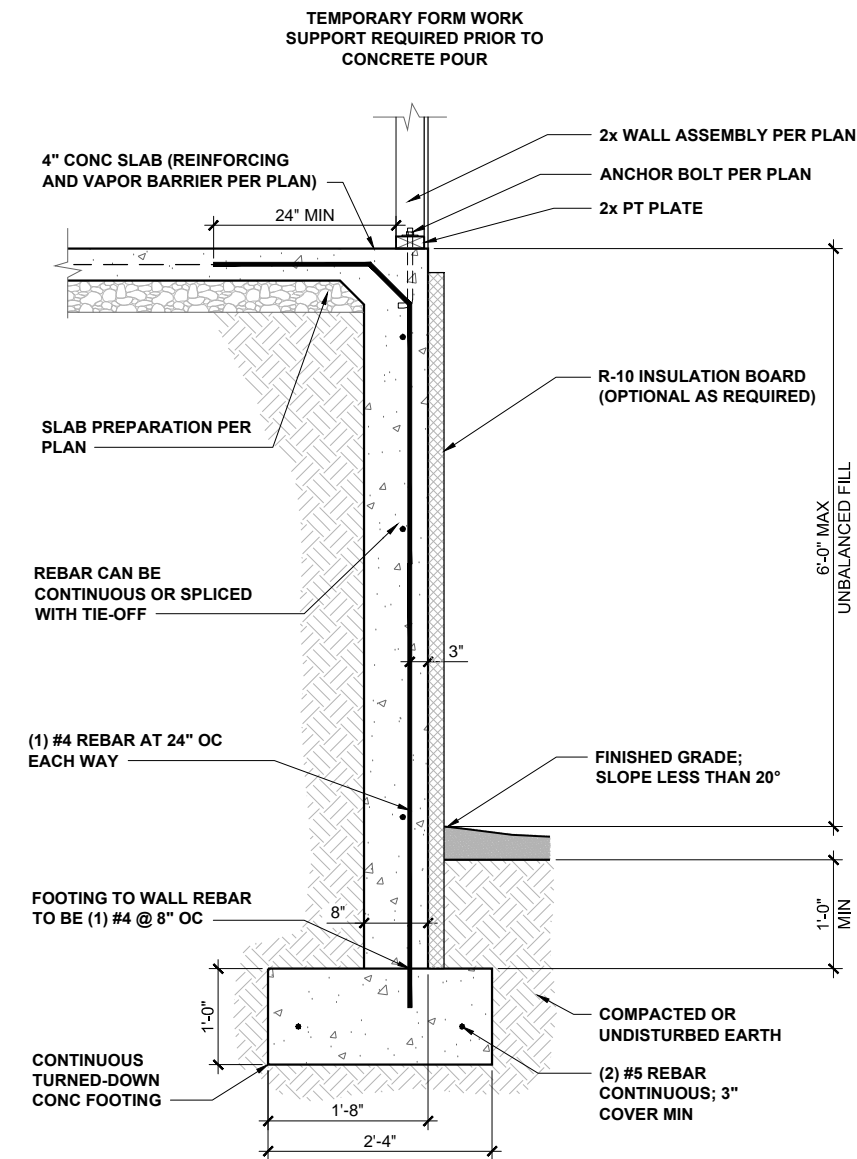 TEMPORARY FORM WORK
SUPPORT REQUIRED PRIOR TO
CONCRETE POUR
4" CONC SLAB (REINFORCING
AND VAPOR BARRIER PER PLAN)
24" MIN
2x WALL ASSEMBLY PER PLAN
ANCHOR BOLT PER PLAN
2x PT PLATE
R-10 INSULATION BOARD
(OPTIONAL AS REQUIRED)
SLAB PREPARATION PER
PLAN
6'-0" MAX
UNBALANCED FILL
REBAR CAN BE
CONTINUOUS OR SPLICED
WITH TIE-OFF
3"
(1) #4 REBAR AT 24" OC
EACH WAY
FINISHED GRADE;
SLOPE LESS THAN 20°
FOOTING TO WALL REBAR
TO BE (1) #4 @ 8" OC
8"
1'-0"
MIN
1'-0"
COMPACTED OR
UNDISTURBED EARTH
CONTINUOUS
TURNED-DOWN
CONC FOOTING
(2) #5 REBAR
CONTINUOUS; 3"
COVER MIN
1'-8"
2'-4"